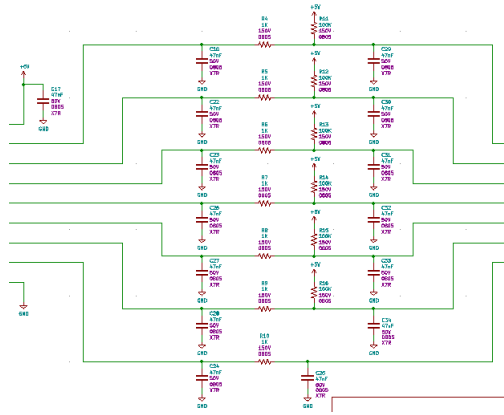 +5V
R4
1K
150V
0805
R11
100K
150V
0805
C18
47nF
50V
0805
X7R
GND
C29
47nF
50V
0805
X7R
GND
+5V
C17
47nF
50V
0805
X7R
GND
+5V
R5
1K
150V
0805
R12
100K
150V
0805
C21
47nF
50V
0805
X7R
GND
C30
47nF
50V
0805
X7R
GND
+5V
R6
1K
150V
0805
R13
100K
150V
0805
C23
47nF
50V
0805
X7R
GND
C31
47nF
50V
0805
X7R
GND
+5V
R7
1K
150V
0805
R14
100K
150V
0805
C26
47nF
50V
0805
X7R
GND
C32
47nF
50V
0805
X7R
GND
+5V
R8
1K
150V
0805
R15
100K
150V
0805
C27
47nF
50V
0805
X7R
GND
C33
47nF
50V
0805
X7R
GND
+5V
R9
1K
150V
0805
R16
100K
150V
0805
GND
C28
47nF
50V
0805
X7R
GND
C34
47nF
50V
0805
X7R
GND
R10
1K
150V
0805
C24
47nF
50V
0805
X7R
GND
C25
47nF
50V
0805
X7R
GND